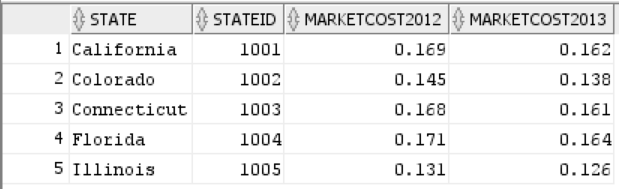 STATE STATEID MARKETCOST2012 MARKETCOST2013
1 California 1001 0.169 0.162
2 Colorado 1002 0.145 0.138
3 Connecticut 1003 0.168 0.161
4 Florida 1004 0.171 0.164
5 Illinois 1005 0.131 0.126